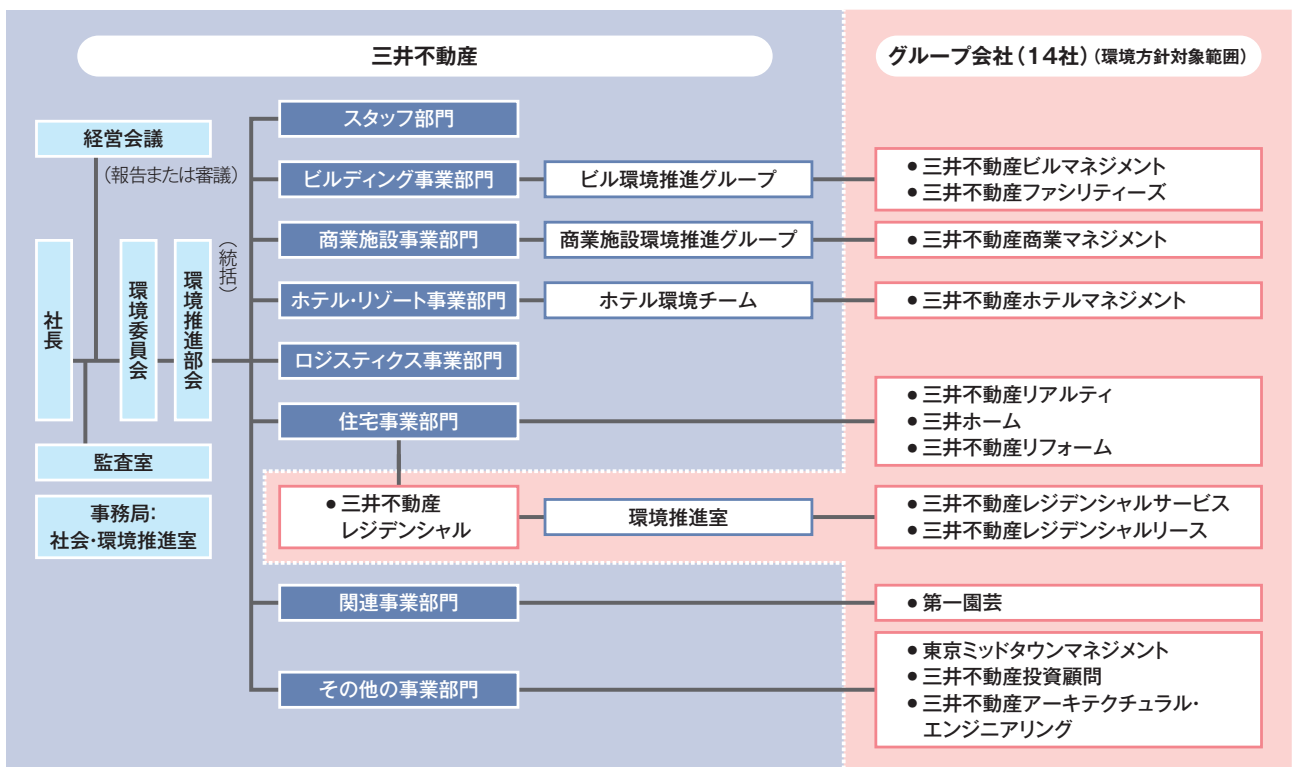 三井不動産
グループ会社(14社)(環境方針対象範囲)
経営会議
(報告または審議)
社長
環境委員会
環境推進部会
(統括)
監査室
事務局:
社会・環境推進室
スタッフ部門
ビルディング事業部門
ビル環境推進グループ
● 三井不動産ビルマネジメント
● 三井不動産ファシリティーズ
商業施設事業部門
商業施設環境推進グループ
● 三井不動産商業マネジメント
ホテル・リゾート事業部門
ホテル環境チーム
● 三井不動産ホテルマネジメント
ロジスティクス事業部門
住宅事業部門
● 三井不動産リアルティ
● 三井ホーム
● 三井不動産リフォーム
● 三井不動産
レジデンシャル
環境推進室
● 三井不動産レジデンシャルサービス
● 三井不動産レジデンシャルリース
関連事業部門
● 第一園芸
その他の事業部門
● 東京ミッドタウンマネジメント
● 三井不動産投資顧問
● 三井不動産アーキテクチュラル・
エンジニアリング